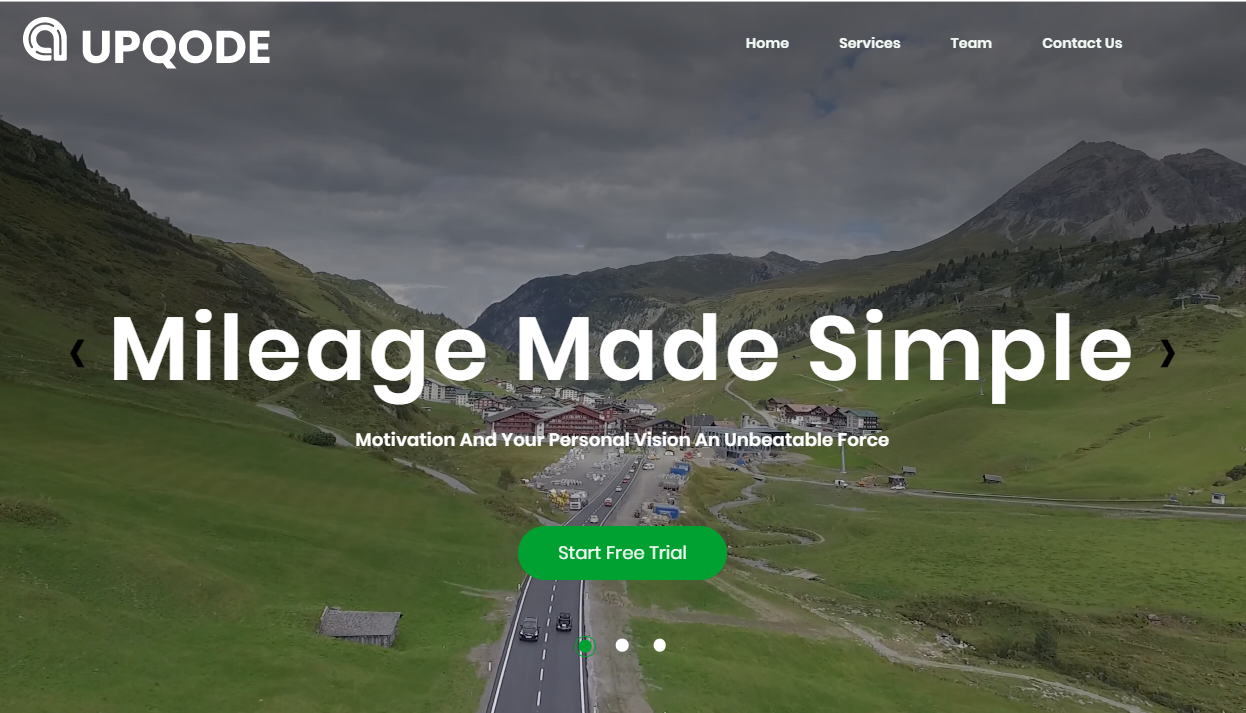 UPQODE
Home Services Team Contact Us
Mileage Made Simple
Motivation And Your Personal Vision An Unbeatable Force
Start Free Trial